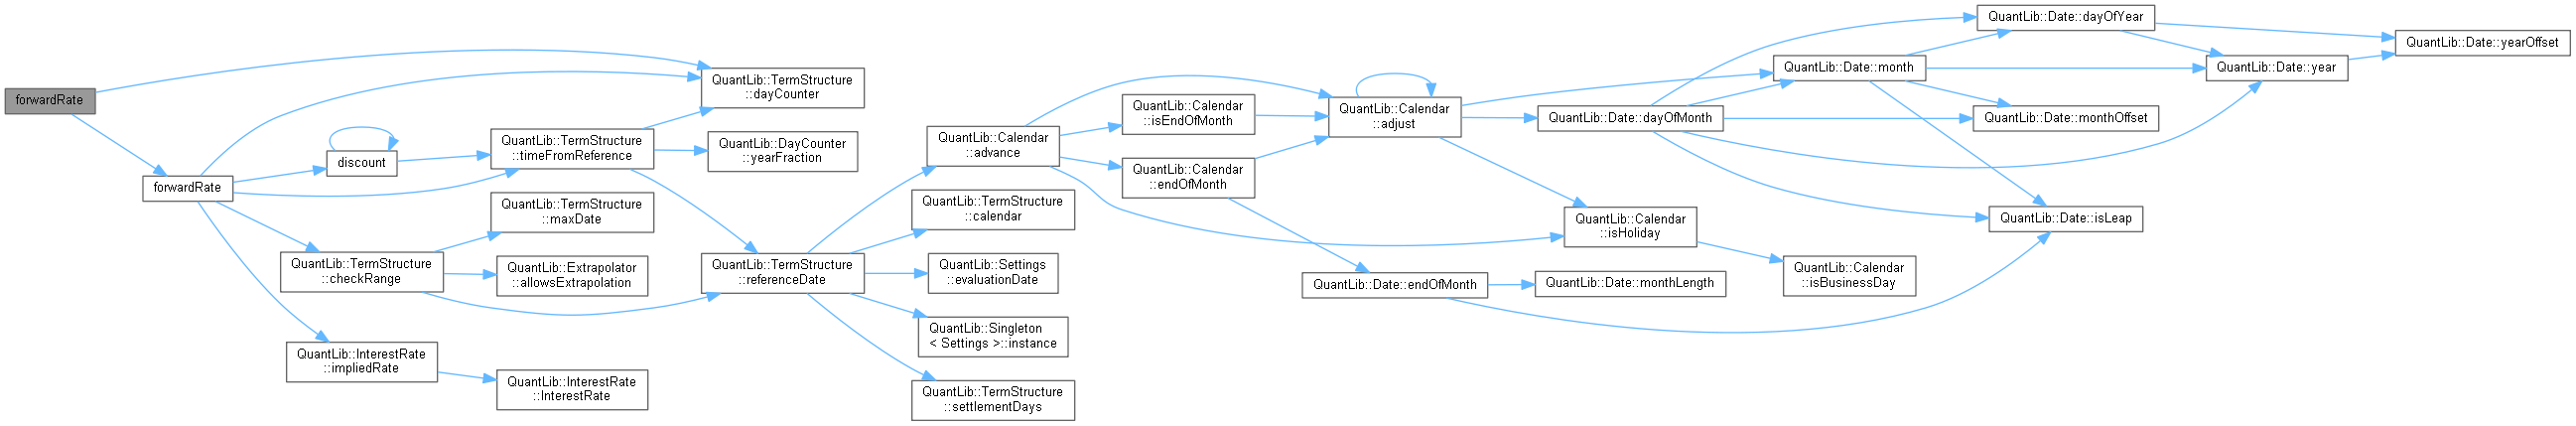 forwardRate
forwardRate
discount
QuantLib::TermStructure
::checkRange
QuantLib::InterestRate
::impliedRate
QuantLib::TermStructure
::timeFromReference
QuantLib::TermStructure
::maxDate
QuantLib::Extrapolator
::allowsExtrapolation
QuantLib::InterestRate
::InterestRate
QuantLib::TermStructure
::dayCounter
QuantLib::DayCounter
::yearFraction
QuantLib::TermStructure
::referenceDate
QuantLib::Calendar
::advance
QuantLib::TermStructure
::calendar
QuantLib::Settings
::evaluationDate
QuantLib::Singleton
< Settings >::instance
QuantLib::TermStructure
::settlementDays
QuantLib::Calendar
::isEndOfMonth
QuantLib::Calendar
::endOfMonth
QuantLib::Calendar
::adjust
QuantLib::Date::endOfMonth
QuantLib::Date::dayOfMonth
QuantLib::Calendar
::isHoliday
QuantLib::Date::monthLength
QuantLib::Date::month
QuantLib::Calendar
::isBusinessDay
QuantLib::Date::dayOfYear
QuantLib::Date::monthOffset
QuantLib::Date::isLeap
QuantLib::Date::year
QuantLib::Date::yearOffset